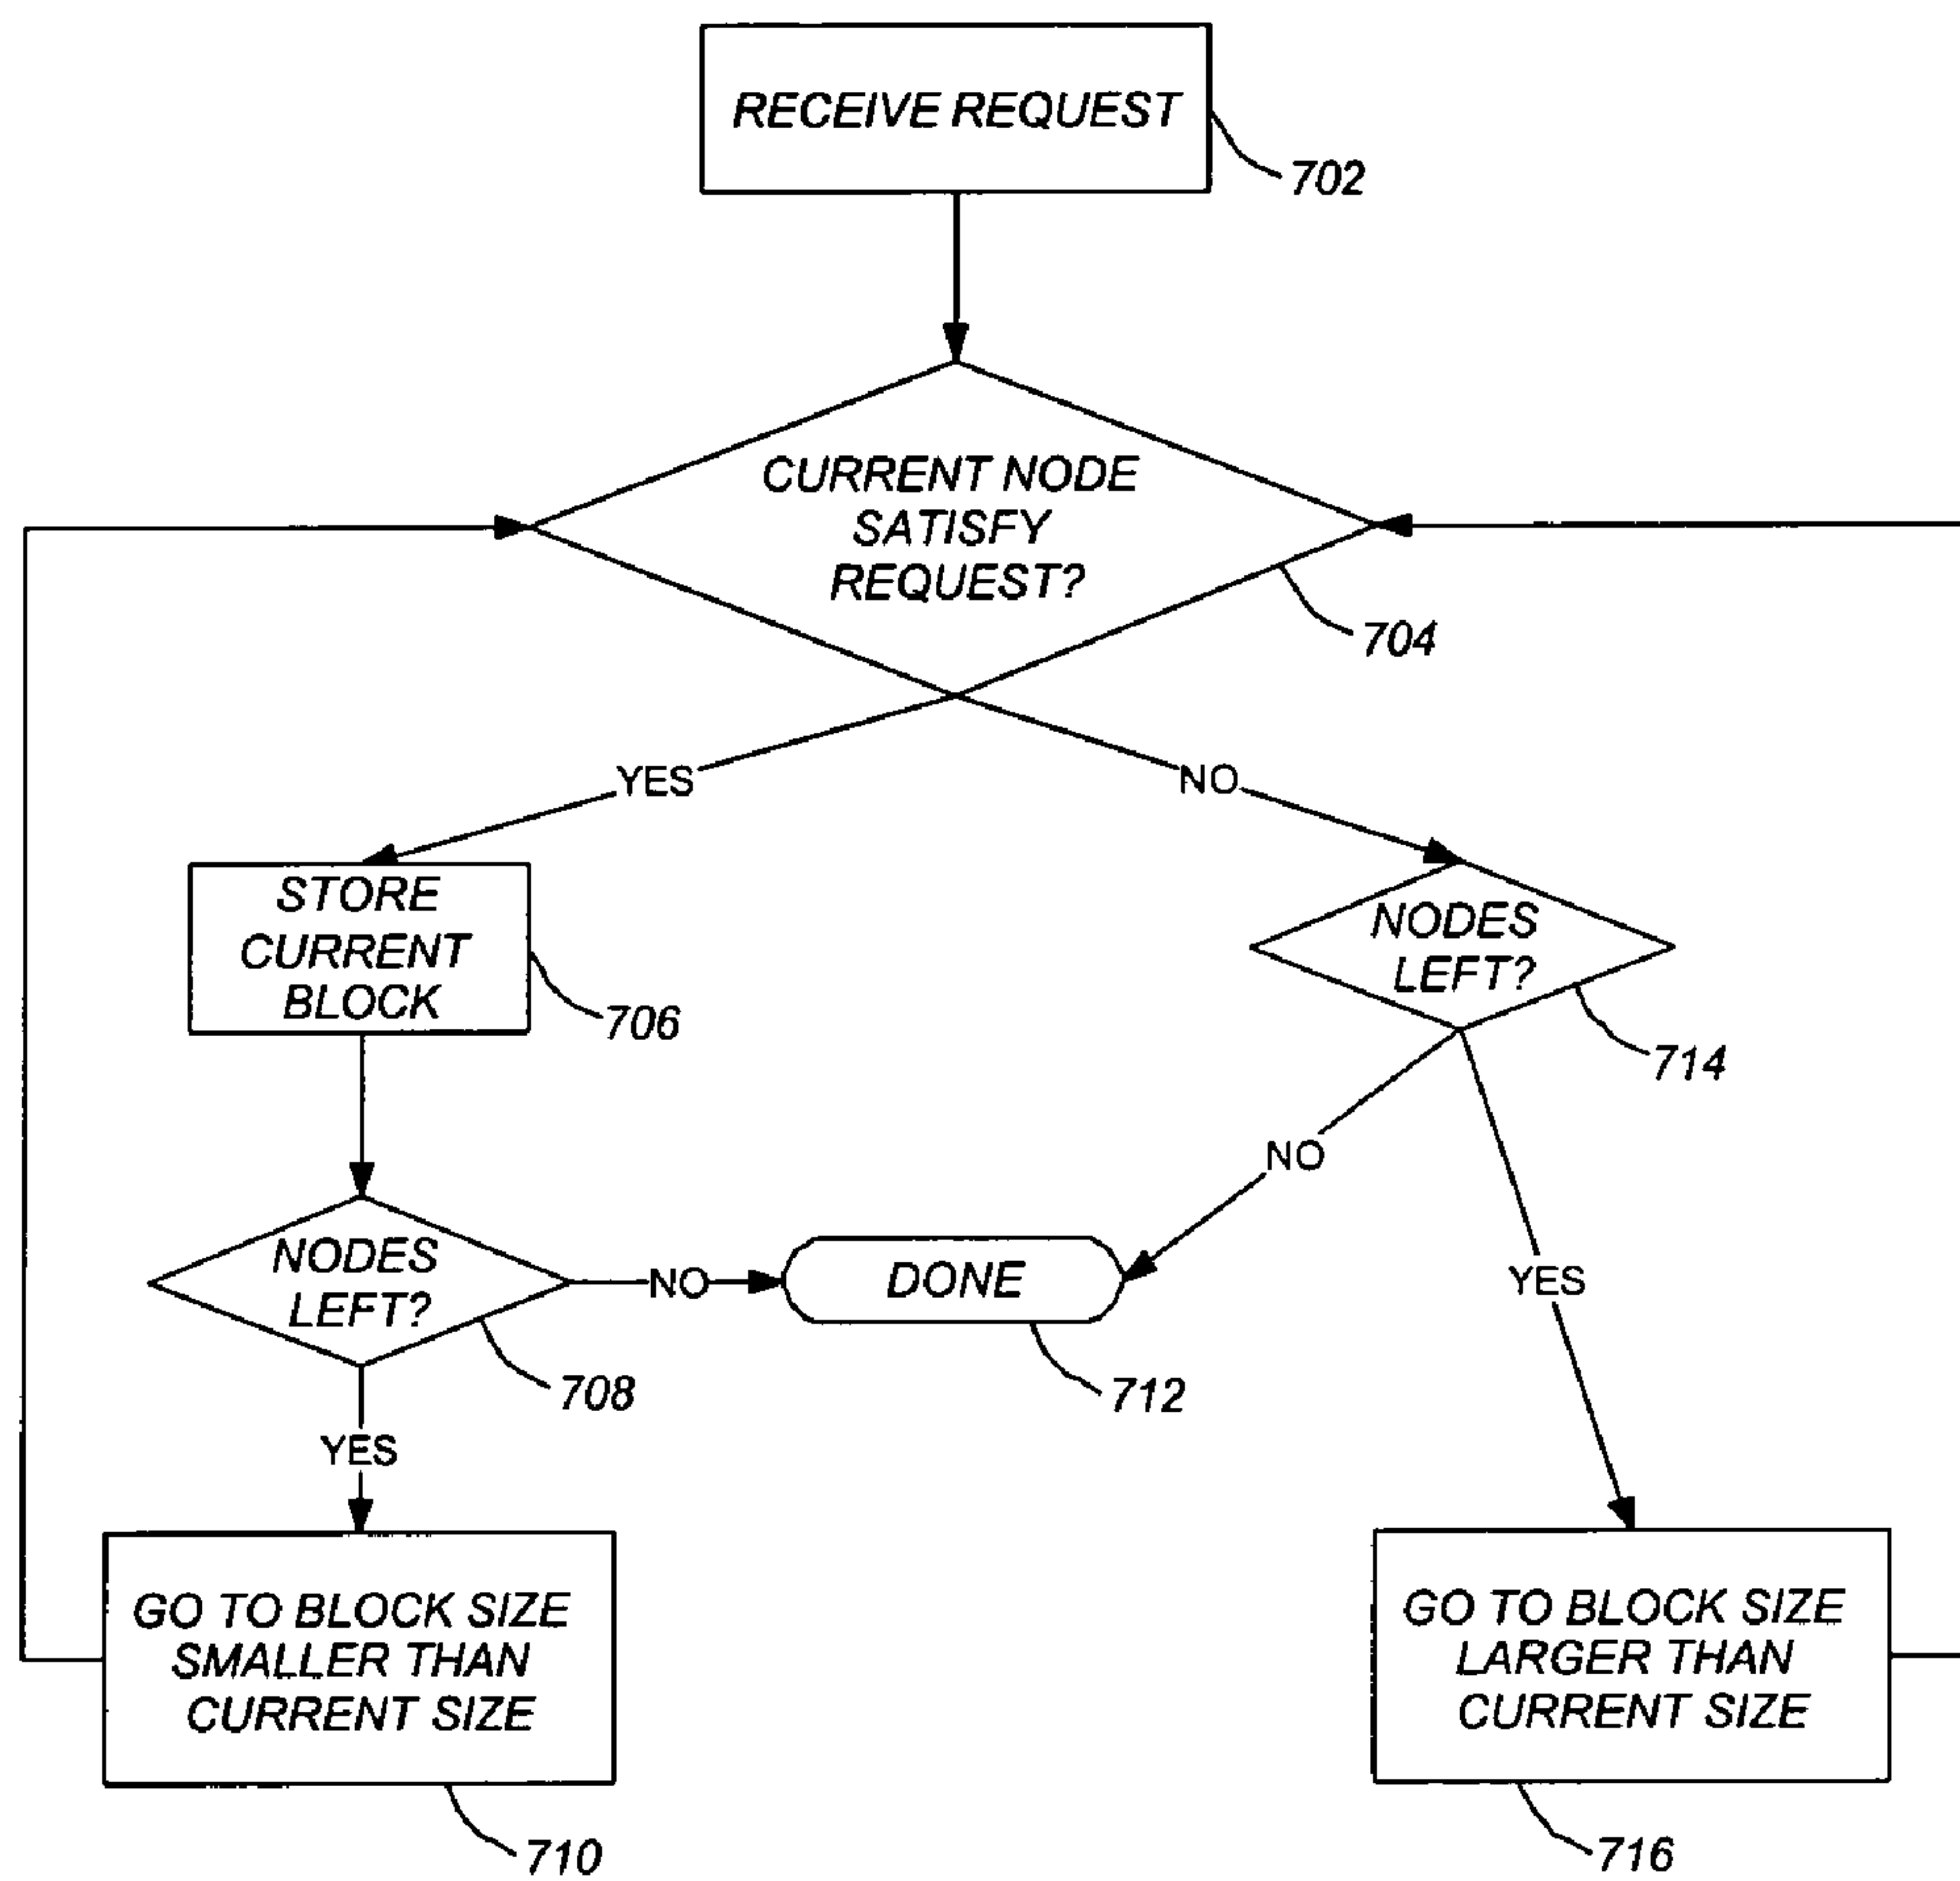 RECEIVE REQUEST
702
CURRENT NODE
SATISFY
REQUEST?
704
YES
NO
STORE
CURRENT
BLOCK
706
NODES
LEFT?
714
NO
YES
NODES
LEFT?
708
NO
DONE
712
YES
GO TO BLOCK SIZE
SMALLER THAN
CURRENT SIZE
710
GO TO BLOCK SIZE
LARGER THAN
CURRENT SIZE
716